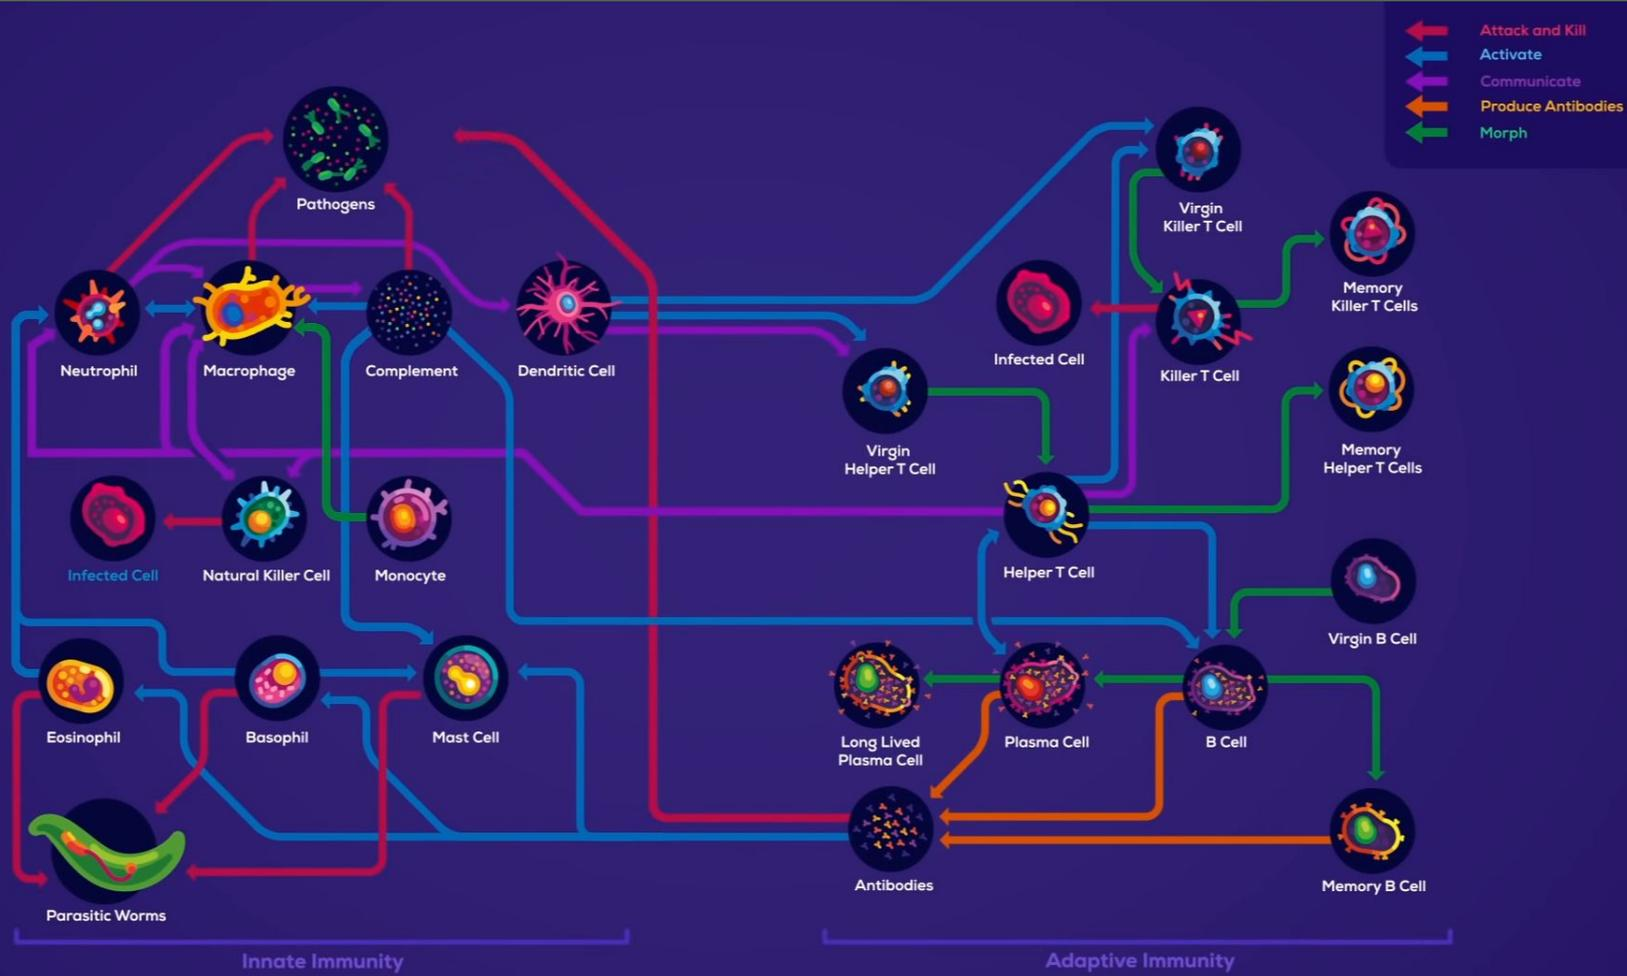 Attack and Kill
Activate
Communicate
Produce Antibodies
Morph
Pathogens
Virgin
Killer T Cell
Memory
Killer T Cells
Neutrophil
Macrophage
Complement
Dendritic Cell
Infected Cell
Killer T Cell
Virgin
Helper T Cell
Memory
Helper T Cells
Infected Cell
Natural Killer Cell
Monocyte
Helper T Cell
Virgin B Cell
Eosinophil
Basophil
Mast Cell
Long Lived
Plasma Cell
Plasma Cell
B Cell
Antibodies
Memory B Cell
Parasitic Worms
Innate Immunity
Adaptive Immunity